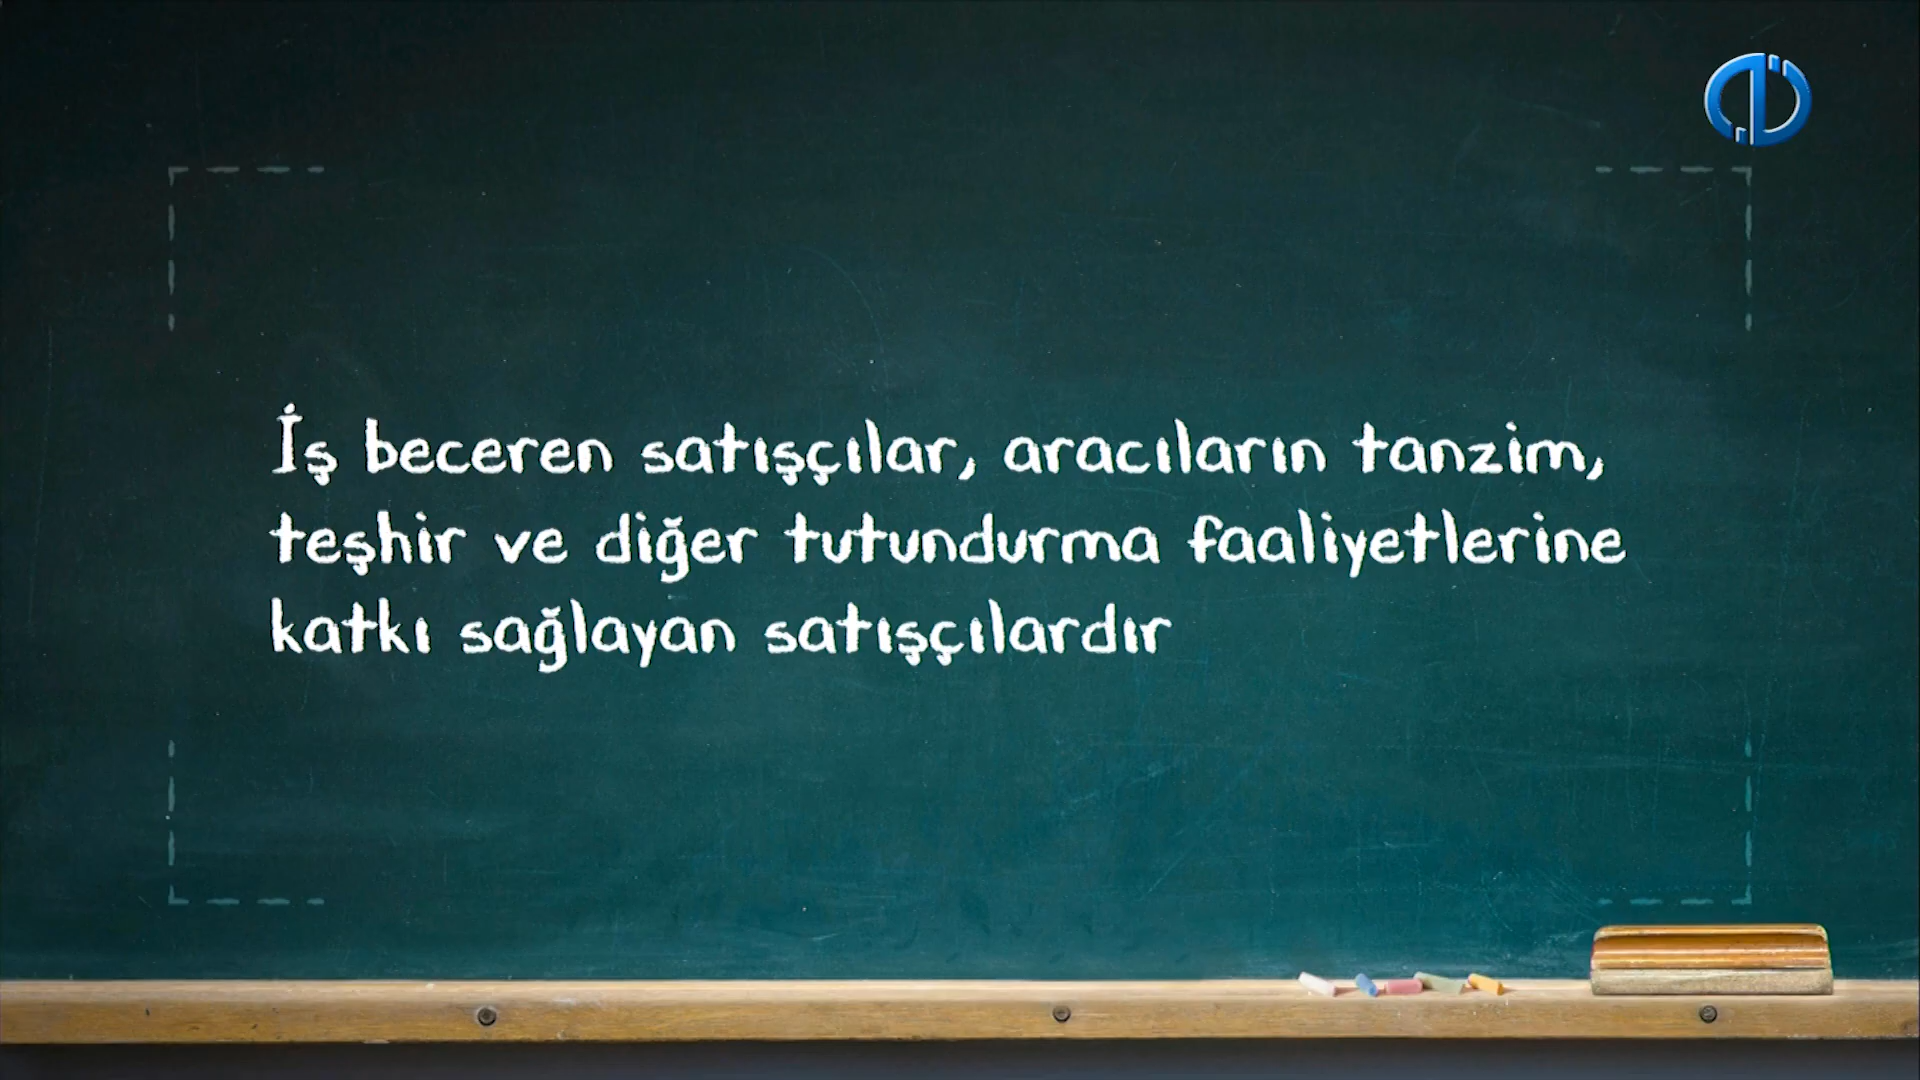 İş beceren satışçılar, aracıların tanzim,
teşhir ve diğer tutundurma faaliyetlerine
katkı sağlayan satışçılardır